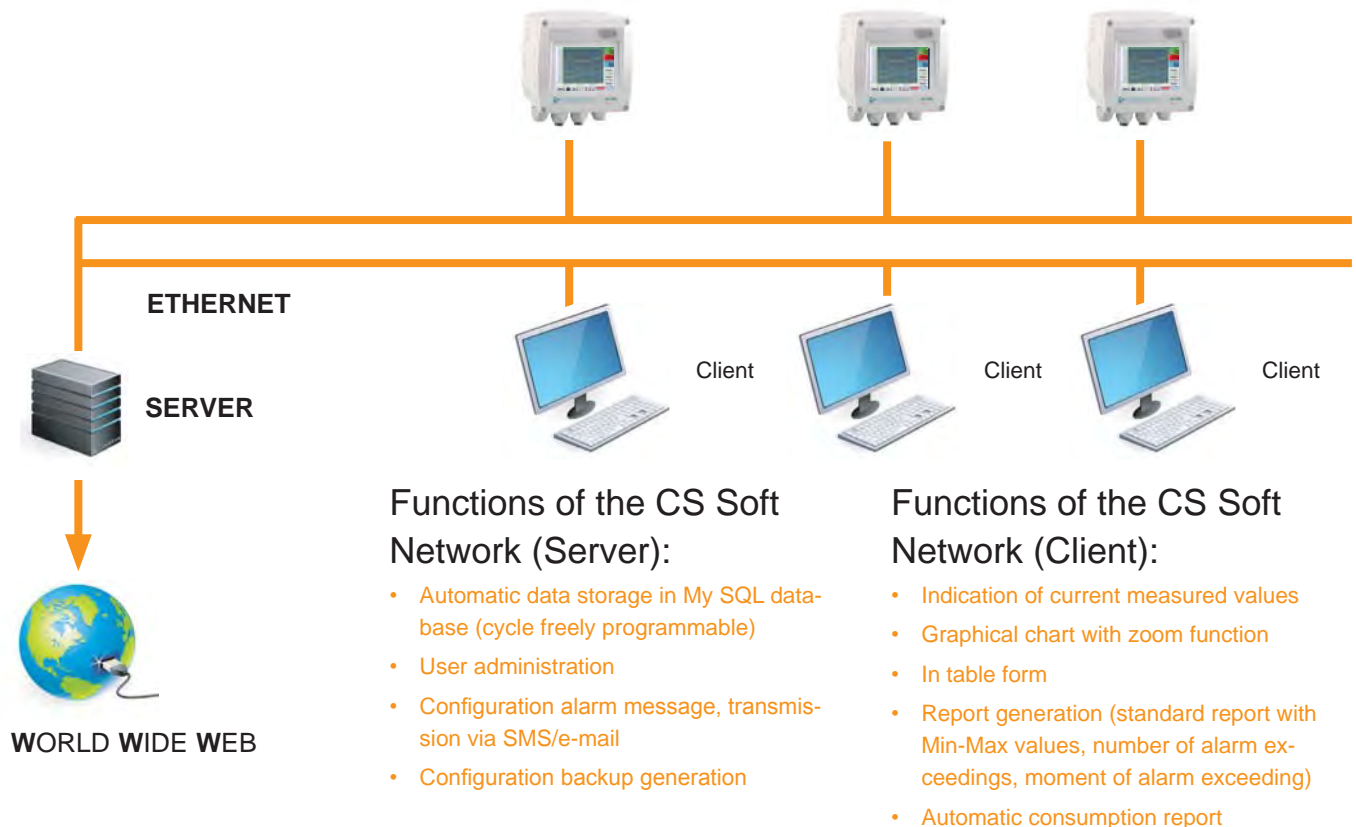 ETHERNET
SERVER
Client
Client
Client
WORLD WIDE WEB
Functions of the CS Soft
Network (Server):
• Automatic data storage in My SQL data-
base (cycle freely programmable)
• User administration
• Configuration alarm message, transmis-
sion via SMS/e-mail
• Configuration backup generation
Functions of the CS Soft
Network (Client):
• Indication of current measured values
• Graphical chart with zoom function
• In table form
• Report generation (standard report with
Min-Max values, number of alarm ex-
ceedings, moment of alarm exceeding)
• Automatic consumption report